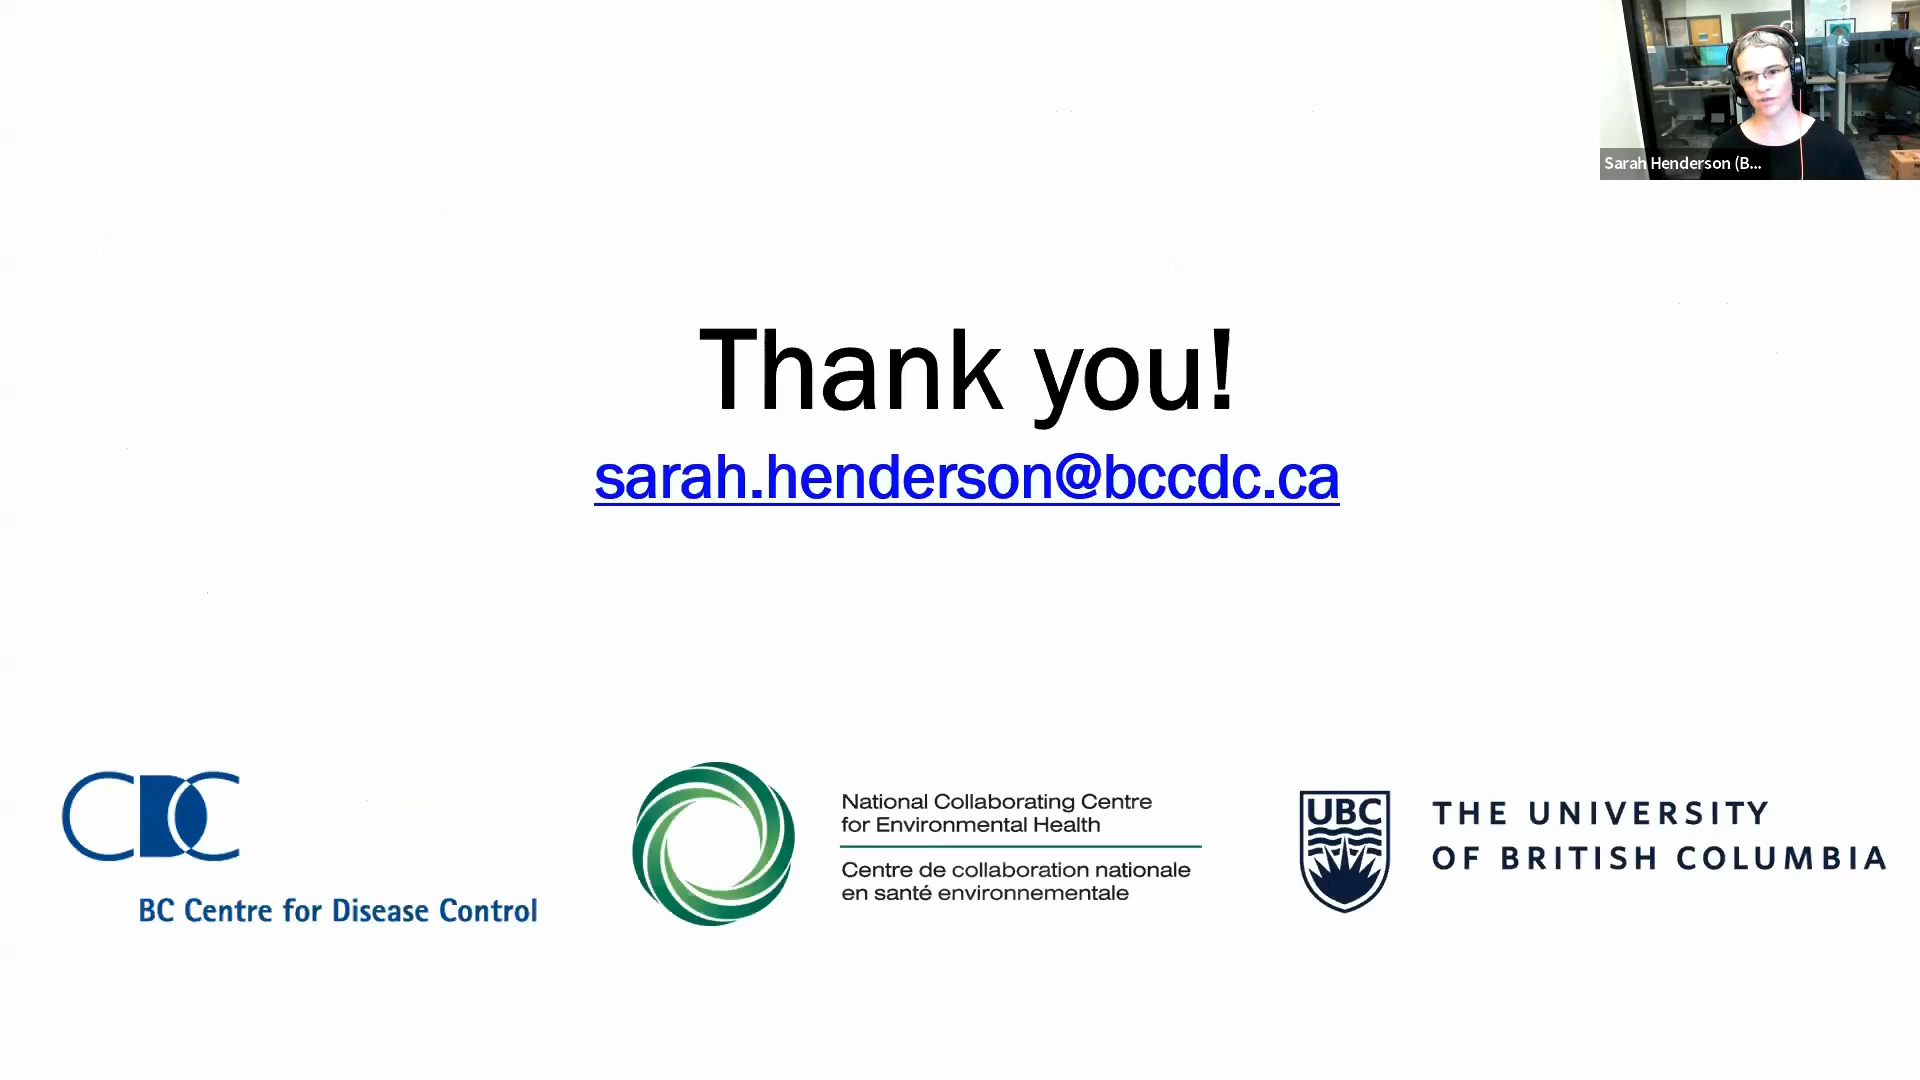 Sarah Henderson (B...
Thank you!
sarah.henderson@bccdc.ca
CDC
BC Centre for Disease Control
National Collaborating Centre
for Environmental Health
Centre de collaboration nationale
en santé environnementale
UBC
THE UNIVERSITY
OF BRITISH COLUMBIA